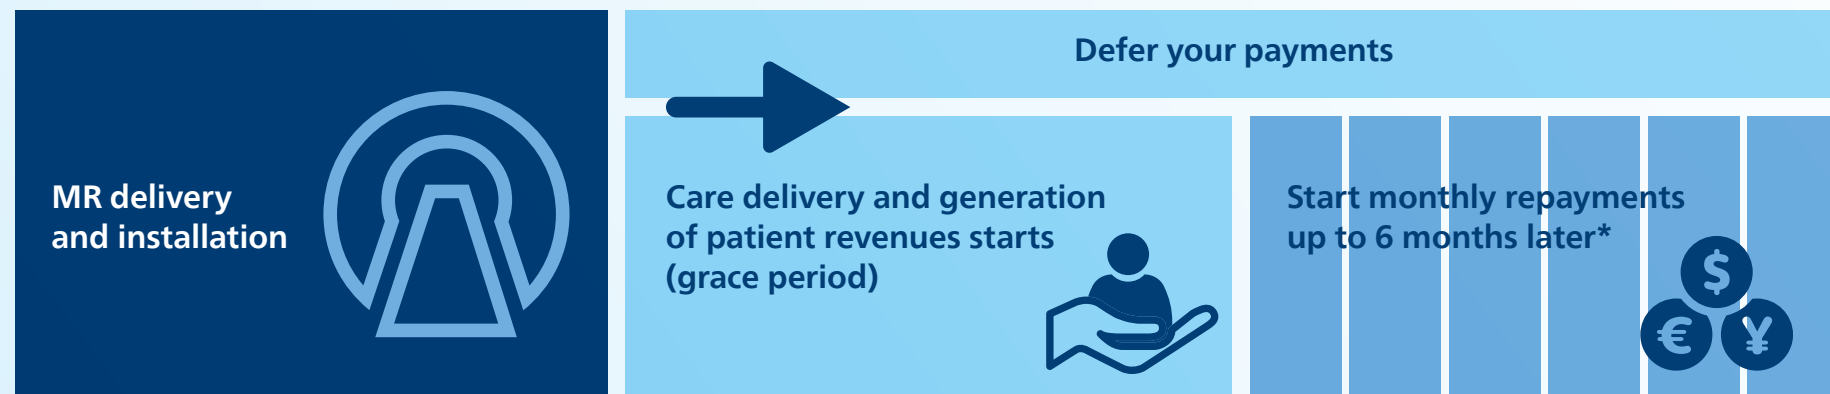 MR delivery
and installation
Defer your payments
Care delivery and generation
of patient revenues starts
(grace period)
Start monthly repayments
up to 6 months later*
$
€
¥